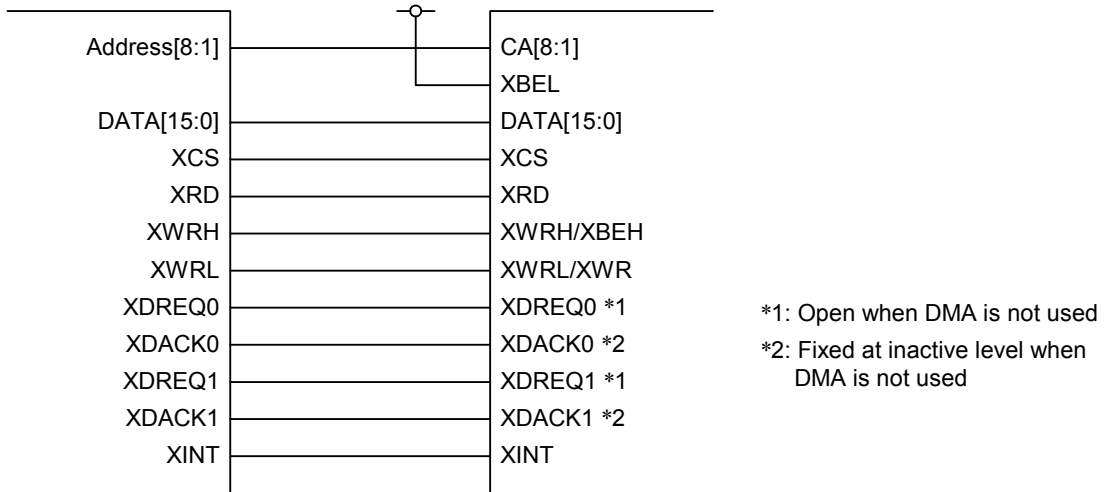 Address[8:1] CA[8:1]
XBEL
DATA[15:0] DATA[15:0]
XCS XCS
XRD XRD
XWRH XWRH/XBEH
XWRL XWRL/XWR
XDREQ0 XDREQ0 *1
XDACK0 XDACK0 *2
XDREQ1 XDREQ1 *1
XDACK1 XDACK1 *2
XINT XINT
*1: Open when DMA is not used
*2: Fixed at inactive level when
DMA is not used